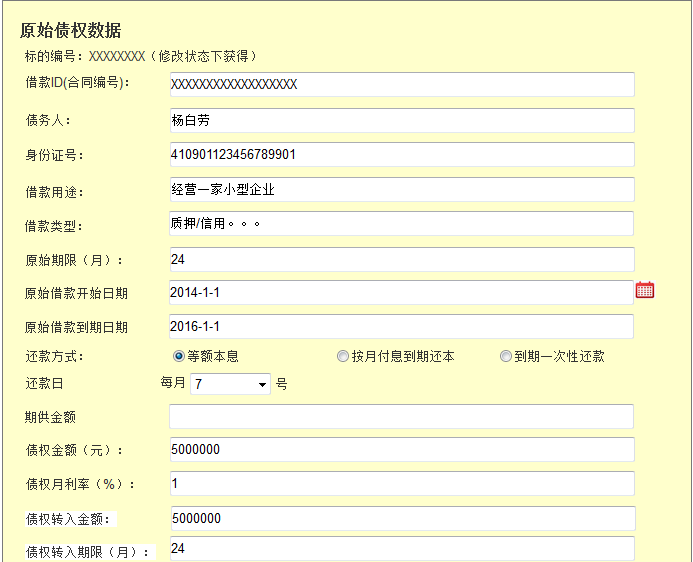 原始债权数据
标的编号：XXXXXXXX（修改状态下获得）
借款ID(合同编号)： XXXXXXXXXXXXXXXXXX
债务人： 杨白劳
身份证号： 410901123456789901
借款用途： 经营一家小型企业
借款类型： 质押/信用。。。
原始期限（月）： 24
原始借款开始日期 2014-1-1
原始借款到期日期 2016-1-1
还款方式： 等额本息 按月付息到期还本 到期一次性还款
还款日 每月 7 号
期供金额
债权金额（元）： 5000000
债权月利率（%）： 1
债权转入金额： 5000000
债权转入期限（月）： 24